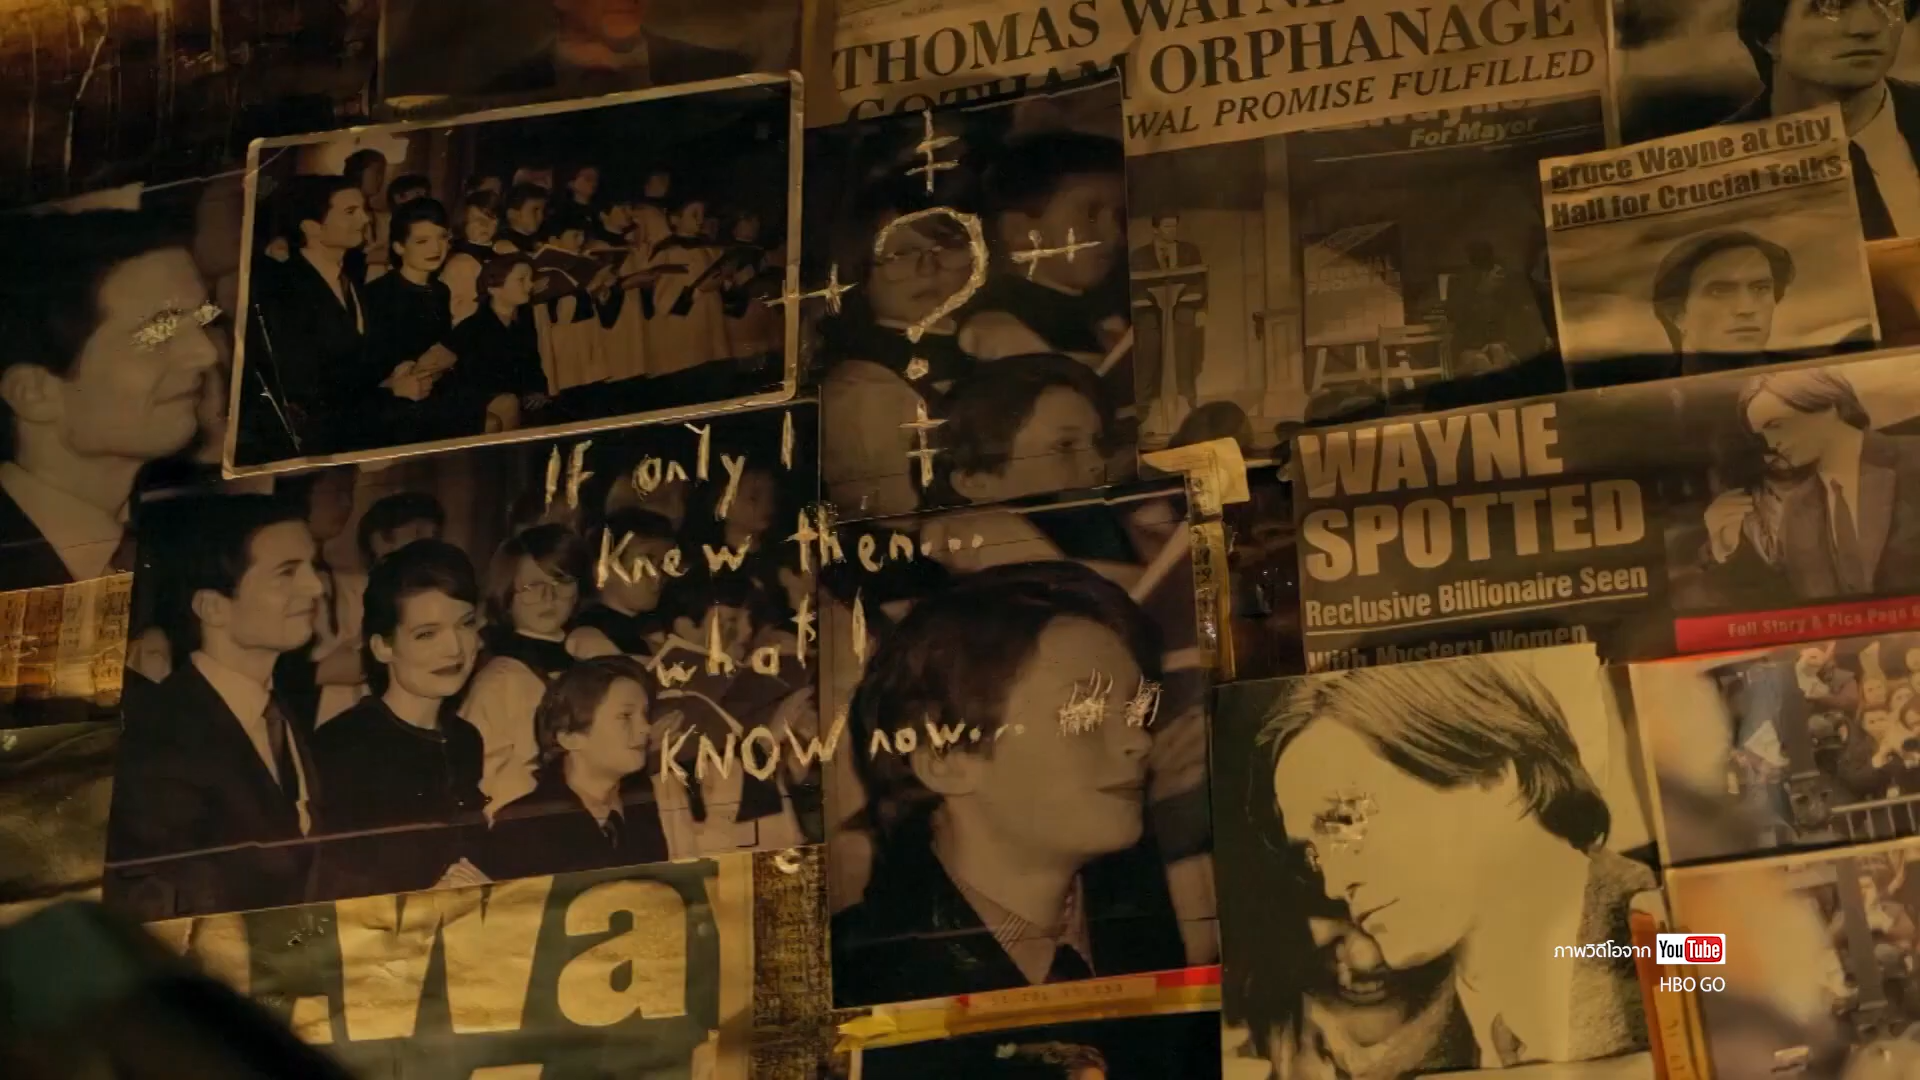 THOMAS WAYNE
GOTHAM ORPHANAGE
WAL PROMISE FULFILLED
For Mayor
Bruce Wayne at City
Hall for Crucial Talks
If only I
Knew then...
what I
KNOW now...
WAYNE
SPOTTED
Reclusive Billionaire Seen
With Mystery Women
Full Story & Pics Page
.Wa
ภาพวิดีโอจาก YouTube
HBO GO